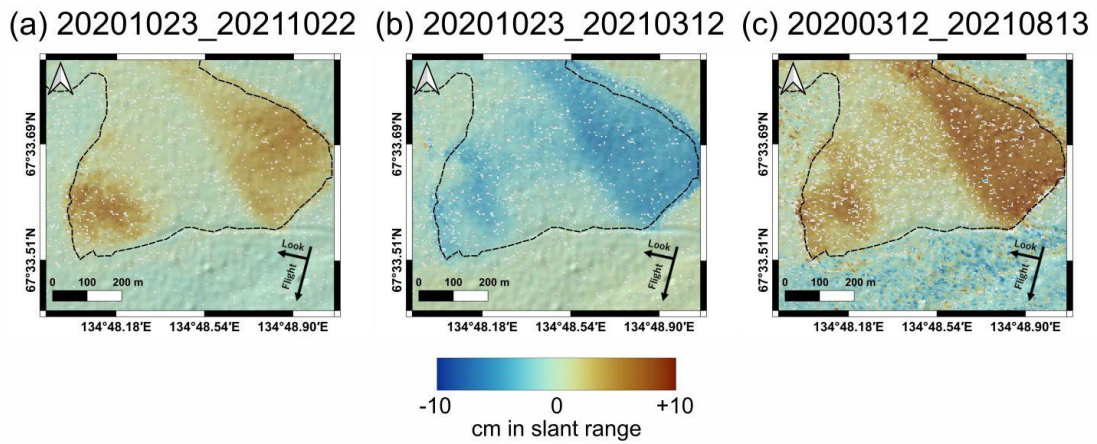 (a) 20201023_20211022
(b) 20201023_20210312
(c) 20200312_20210813
67°33.69'N
67°33.51'N
Look
Flight
0 100 200 m
134°48.18'E 134°48.54'E 134°48.90'E
67°33.69'N
67°33.51'N
Look
Flight
0 100 200 m
134°48.18'E 134°48.54'E 134°48.90'E
67°33.69'N
67°33.51'N
Look
Flight
0 100 200 m
134°48.18'E 134°48.54'E 134°48.90'E
-10 0 +10
cm in slant range